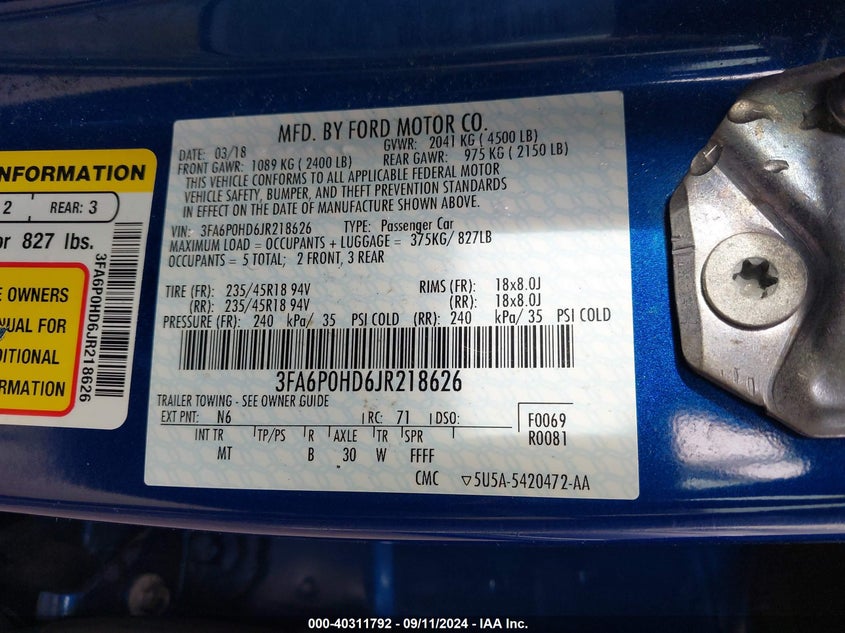 NFORMATION
2 REAR: 3
or 827 lbs.
E OWNERS
UAL FOR
DITIONAL
ORMATION
3FA6P0HD6JR218626
MFD. BY FORD MOTOR CO.
DATE: 03/18 GVWR: 2041 KG ( 4500 LB)
FRONT GAWR: 1089 KG ( 2400 LB) REAR GAWR: 975 KG ( 2150 LB)
THIS VEHICLE CONFORMS TO ALL APPLICABLE FEDERAL MOTOR
VEHICLE SAFETY, BUMPER, AND THEFT PREVENTION STANDARDS
IN EFFECT ON THE DATE OF MANUFACTURE SHOWN ABOVE.
VIN: 3FA6P0HD6JR218626 TYPE: Passenger Car
MAXIMUM LOAD = OCCUPANTS + LUGGAGE = 375KG/ 827LB
OCCUPANTS = 5 TOTAL; 2 FRONT, 3 REAR
TIRE (FR): 235/45R18 94V RIMS (FR): 18x8.0J
(RR): 235/45R18 94V (RR): 18x8.0J
PRESSURE (FR): 240 kPa/ 35 PSI COLD (RR): 240 kPa/ 35 PSI COLD
3FA6P0HD6JR218626
TRAILER TOWING - SEE OWNER GUIDE
EXT PNT: N6 RC: 71 DSO: F0069
INT TR TP/PS R AXLE TR SPR R0081
MT B 30 W FFFF
CMC ▽5U5A-5420472-AA
000-40311792 - 09/11/2024 - IAA Inc.